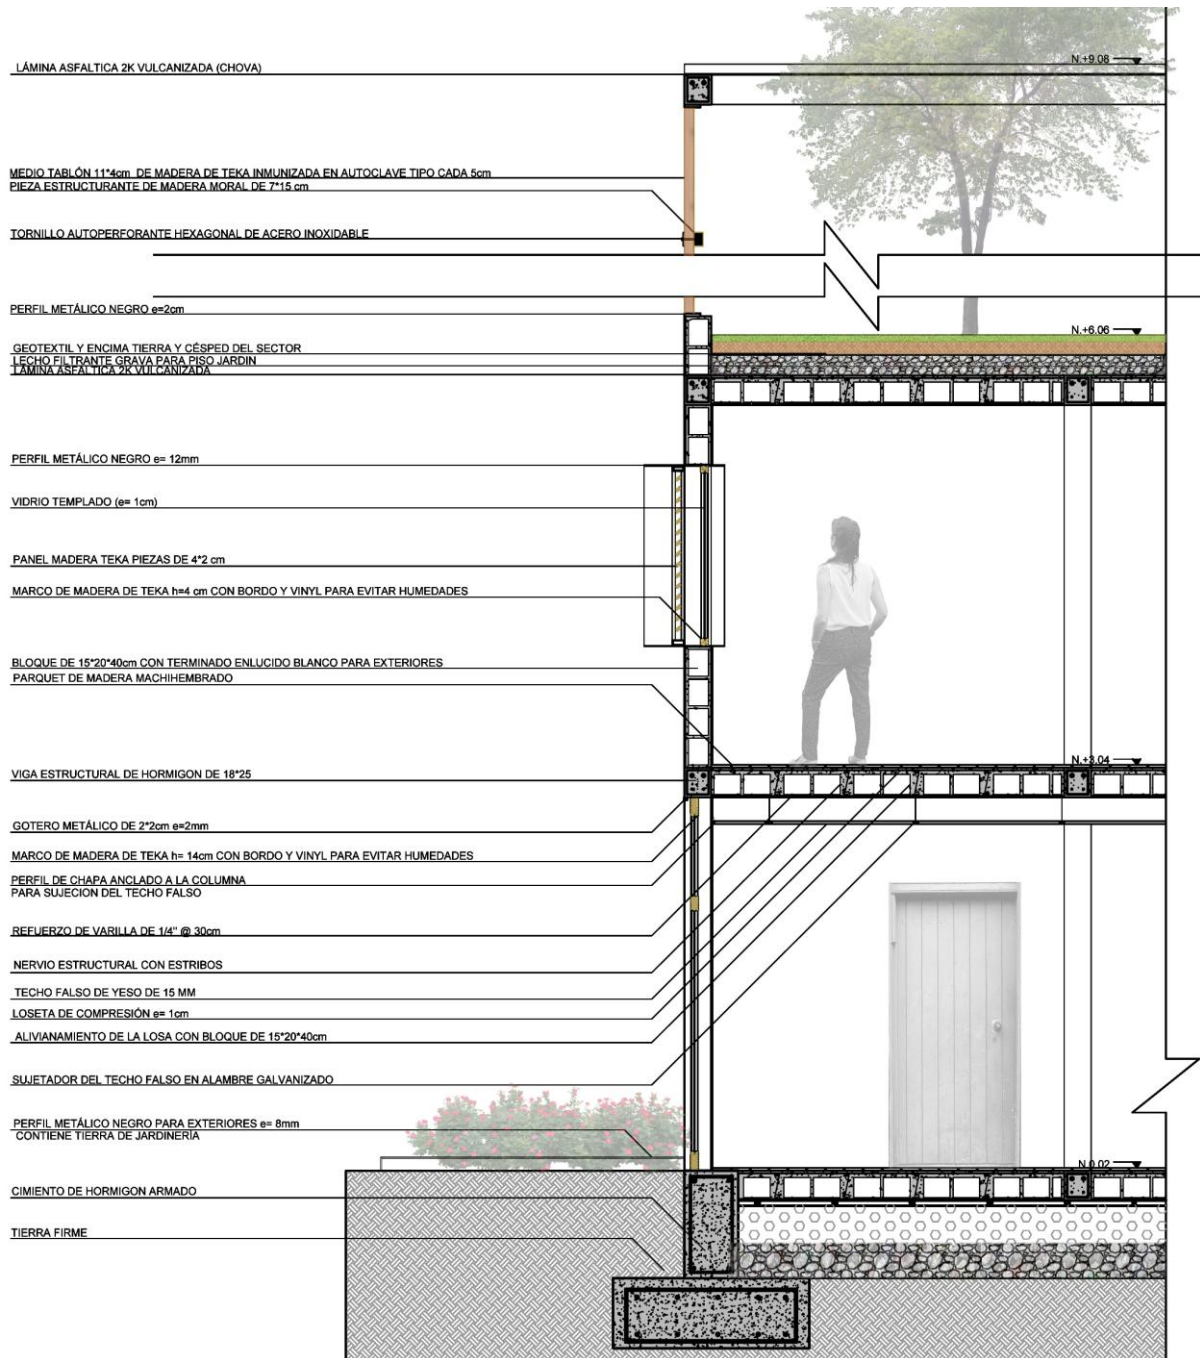 LÁMINA ASFALTICA 2K VULCANIZADA (CHOVA)
N.+9.08
MEDIO TABLÓN 11*4cm DE MADERA DE TEKA INMUNIZADA EN AUTOCLAVE TIPO CADA 5cm
PIEZA ESTRUCTURANTE DE MADERA MORAL DE 7*15 cm
TORNILLO AUTOPERFORANTE HEXAGONAL DE ACERO INOXIDABLE
PERFIL METÁLICO NEGRO e=2cm
N.+6.06
GEOTEXTIL Y ENCIMA TIERRA Y CÉSPED DEL SECTOR
LECHO FILTRANTE GRAVA PARA PISO JARDIN
LÁMINA ASFALTICA 2K VULCANIZADA
PERFIL METÁLICO NEGRO e= 12mm
VIDRIO TEMPLADO (e= 1cm)
PANEL MADERA TEKA PIEZAS DE 4*2 cm
MARCO DE MADERA DE TEKA h=4 cm CON BORDO Y VINYL PARA EVITAR HUMEDADES
BLOQUE DE 15*20*40cm CON TERMINADO ENLUCIDO BLANCO PARA EXTERIORES
PARQUET DE MADERA MACHIHEMBRADO
N.+3.04
VIGA ESTRUCTURAL DE HORMIGON DE 18*25
GOTERO METÁLICO DE 2*2cm e=2mm
MARCO DE MADERA DE TEKA h= 14cm CON BORDO Y VINYL PARA EVITAR HUMEDADES
PERFIL DE CHAPA ANCLADO A LA COLUMNA
PARA SUJECION DEL TECHO FALSO
REFUERZO DE VARILLA DE 1/4" @ 30cm
NERVIO ESTRUCTURAL CON ESTRIBOS
TECHO FALSO DE YESO DE 15 MM
LOSETA DE COMPRESIÓN e= 1cm
ALIVIANAMIENTO DE LA LOSA CON BLOQUE DE 15*20*40cm
SUJETADOR DEL TECHO FALSO EN ALAMBRE GALVANIZADO
PERFIL METÁLICO NEGRO PARA EXTERIORES e= 8mm
CONTIENE TIERRA DE JARDINERÍA
N.0.02
CIMIENTO DE HORMIGON ARMADO
TIERRA FIRME